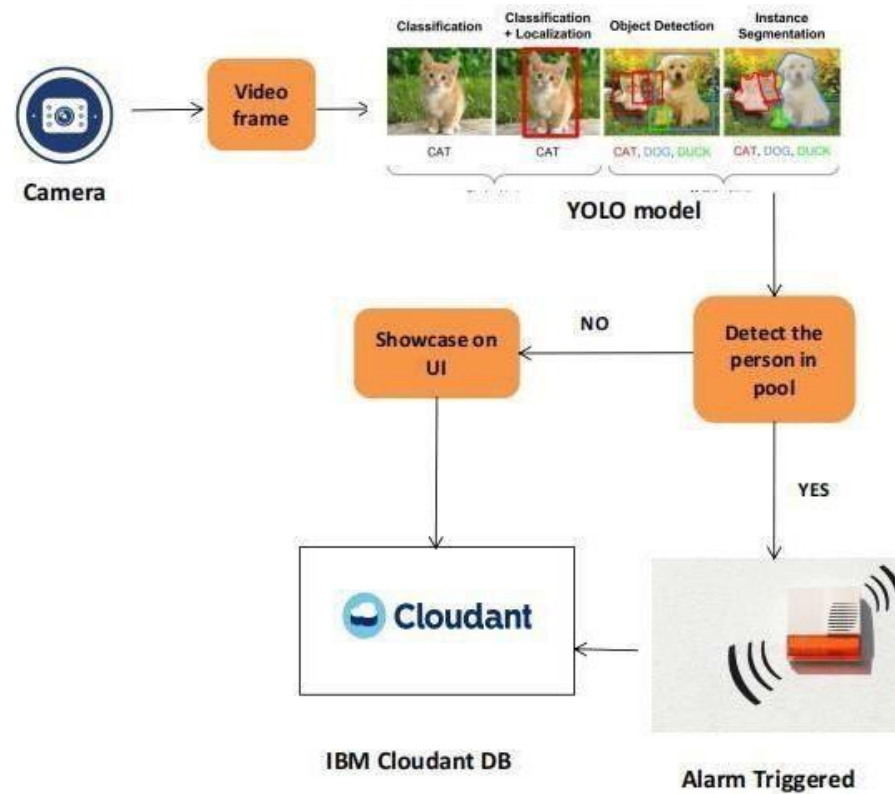 Classification
Classification
+ Localization
Object Detection
Instance
Segmentation
Video
frame
CAT
CAT
CAT, DOG, DUCK
CAT, DOG, DUCK
Camera
YOLO model
NO
Showcase on
UI
Detect the
person in
pool
YES
Cloudant
IBM Cloudant DB
Alarm Triggered